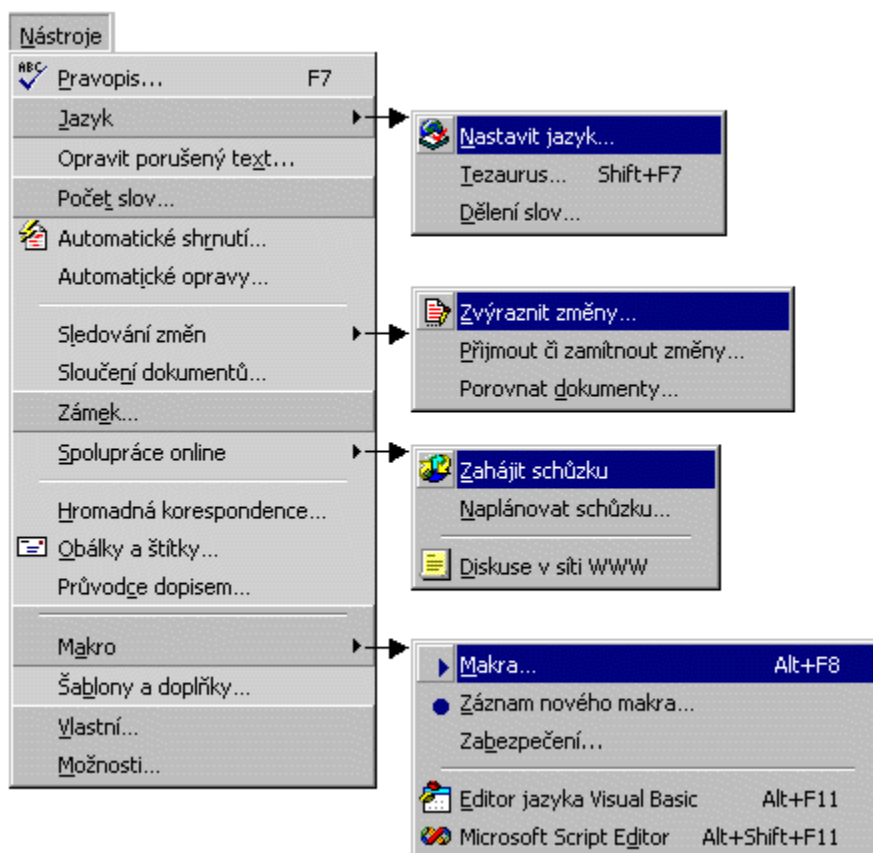 Nástroje
ABC
Pravopis... F7
Jazyk
Opravit porušený text...
Počet slov...
Automatické shrnutí...
Automatické opravy...
Sledování změn
Sloučení dokumentů...
Zámek...
Spolupráce online
Hromadná korespondence...
Obálky a štítky...
Průvodce dopisem...
Makro
Šablony a doplňky...
Vlastní...
Možnosti...
Nastavit jazyk...
Tezaurus... Shift+F7
Dělení slov...
Zvýraznit změny...
Přijmout či zamítnout změny...
Porovnat dokumenty...
Zahájit schůzku
Naplánovat schůzku...
Diskuse v síti WWW
Makra... Alt+F8
Záznam nového makra...
Zabezpečení...
Editor jazyka Visual Basic Alt+F11
Microsoft Script Editor Alt+Shift+F11